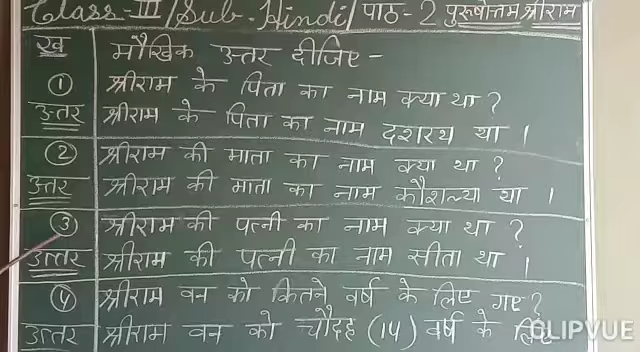 Class-III/Sub-Hindi/पाठ-2 पुरूषोत्तम श्रीराम
ख मौखिक उत्तर दीजिए -
① श्रीराम के पिता का नाम क्या था ?
उत्तर श्रीराम के पिता का नाम दशरथ था ।
② श्रीराम की माता का नाम क्या था ?
उत्तर श्रीराम की माता का नाम कौशल्या था ।
③ श्रीराम की पत्नी का नाम क्या था ?
उत्तर श्रीराम की पत्नी का नाम सीता था ।
④ श्रीराम वन को कितने वर्ष के लिए गए ?
उत्तर श्रीराम वन को चौदह (14) वर्ष के लिए
CLIPVUE